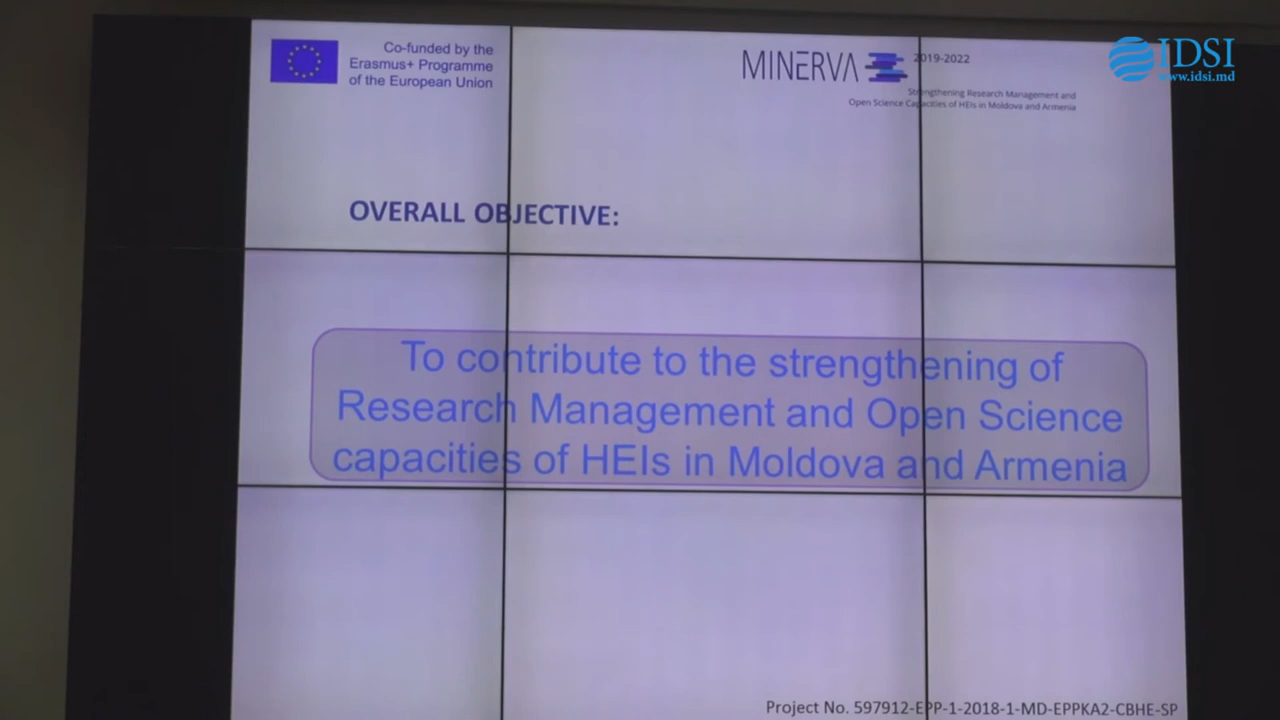 Co-funded by the
Erasmus+ Programme
of the European Union
MINERVA
2019-2022
Strengthening Research Management and
Open Science Capacities of HEIs in Moldova and Armenia
IDSI
www.idsi.md
OVERALL OBJECTIVE:
To contribute to the strengthening of
Research Management and Open Science
capacities of HEIs in Moldova and Armenia
Project No. 597912-EPP-1-2018-1-MD-EPPKA2-CBHE-SP